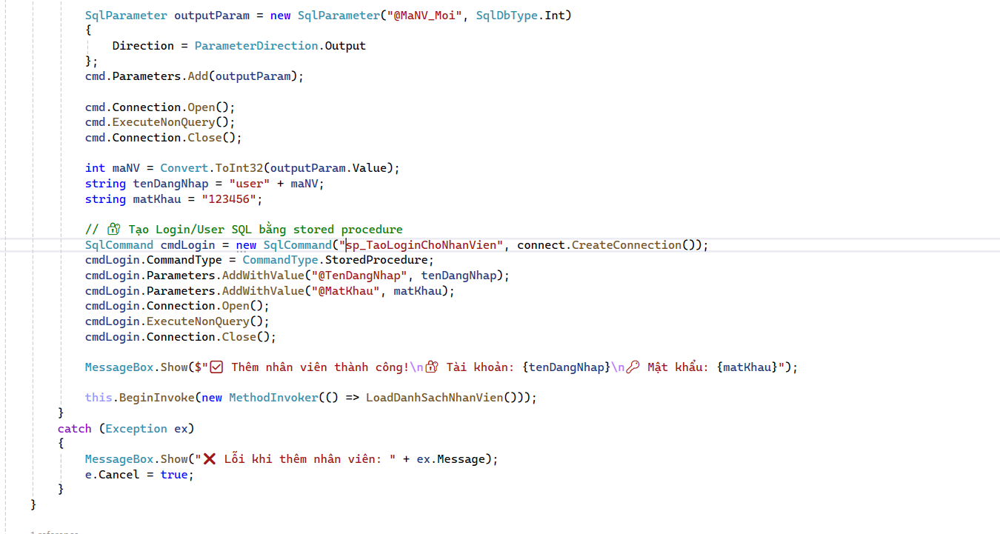 SqlParameter outputParam = new SqlParameter("@MaNV_Moi", SqlDbType.Int)
{
Direction = ParameterDirection.Output
};
cmd.Parameters.Add(outputParam);
cmd.Connection.Open();
cmd.ExecuteNonQuery();
cmd.Connection.Close();
int maNV = Convert.ToInt32(outputParam.Value);
string tenDangNhap = "user" + maNV;
string matKhau = "123456";
// 🔐 Tạo Login/User SQL bằng stored procedure
SqlCommand cmdLogin = new SqlCommand("sp_TaoLoginChoNhanVien", connect.CreateConnection());
cmdLogin.CommandType = CommandType.StoredProcedure;
cmdLogin.Parameters.AddWithValue("@TenDangNhap", tenDangNhap);
cmdLogin.Parameters.AddWithValue("@MatKhau", matKhau);
cmdLogin.Connection.Open();
cmdLogin.ExecuteNonQuery();
cmdLogin.Connection.Close();
MessageBox.Show($"✅ Thêm nhân viên thành công!\n🔐 Tài khoản: {tenDangNhap}\n🔑 Mật khẩu: {matKhau}");
this.BeginInvoke(new MethodInvoker(() => LoadDanhSachNhanVien()));
}
catch (Exception ex)
{
MessageBox.Show("❌ Lỗi khi thêm nhân viên: " + ex.Message);
e.Cancel = true;
}
}
1 reference